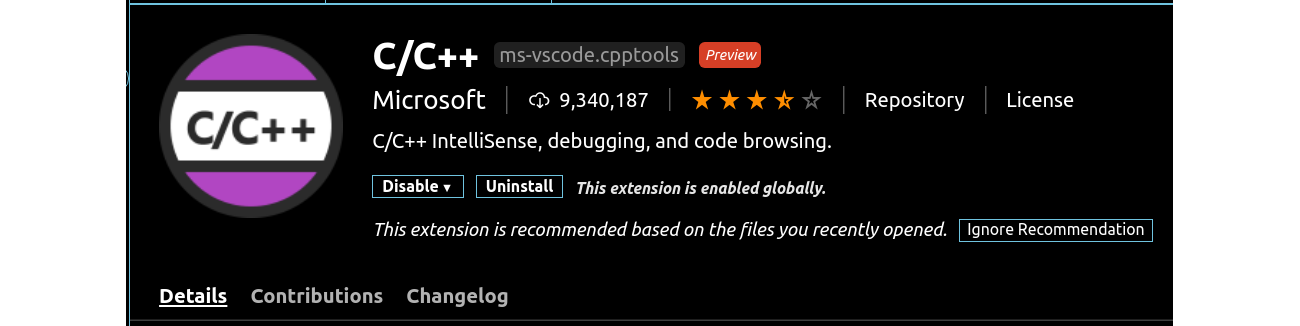 C/C++
C/C++ ms-vscode.cpptools Preview
Microsoft 9,340,187 Repository License
C/C++ IntelliSense, debugging, and code browsing.
Disable ▾ Uninstall This extension is enabled globally.
This extension is recommended based on the files you recently opened. Ignore Recommendation
Details Contributions Changelog